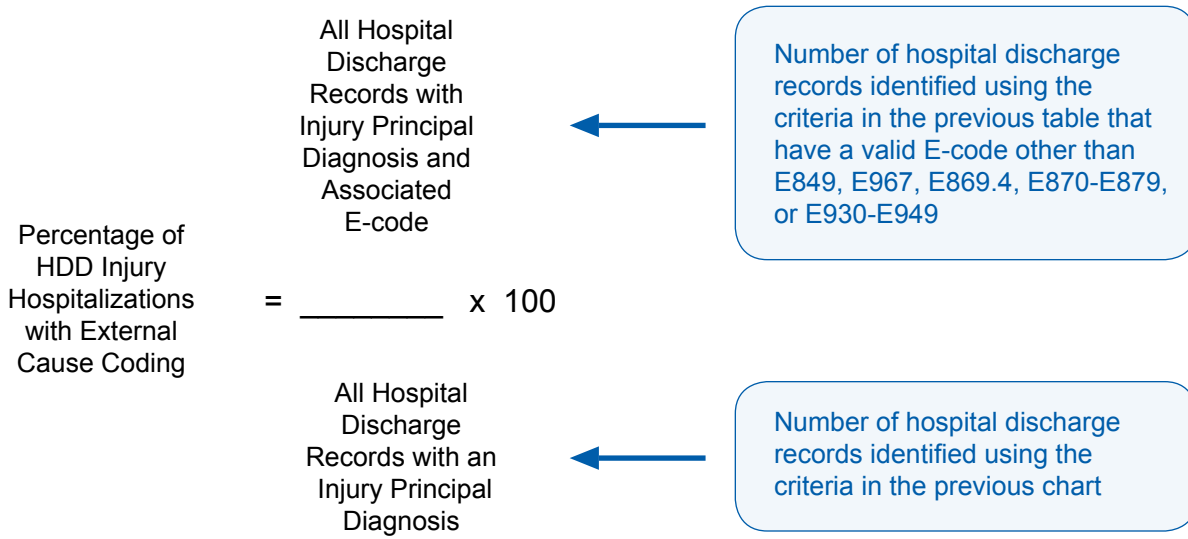 Percentage of
HDD Injury
Hospitalizations
with External
Cause Coding
=
All Hospital
Discharge
Records with
Injury Principal
Diagnosis and
Associated
E-code
________ x 100
All Hospital
Discharge
Records with an
Injury Principal
Diagnosis
Number of hospital discharge
records identified using the
criteria in the previous table that
have a valid E-code other than
E849, E967, E869.4, E870-E879,
or E930-E949
Number of hospital discharge
records identified using the
criteria in the previous chart